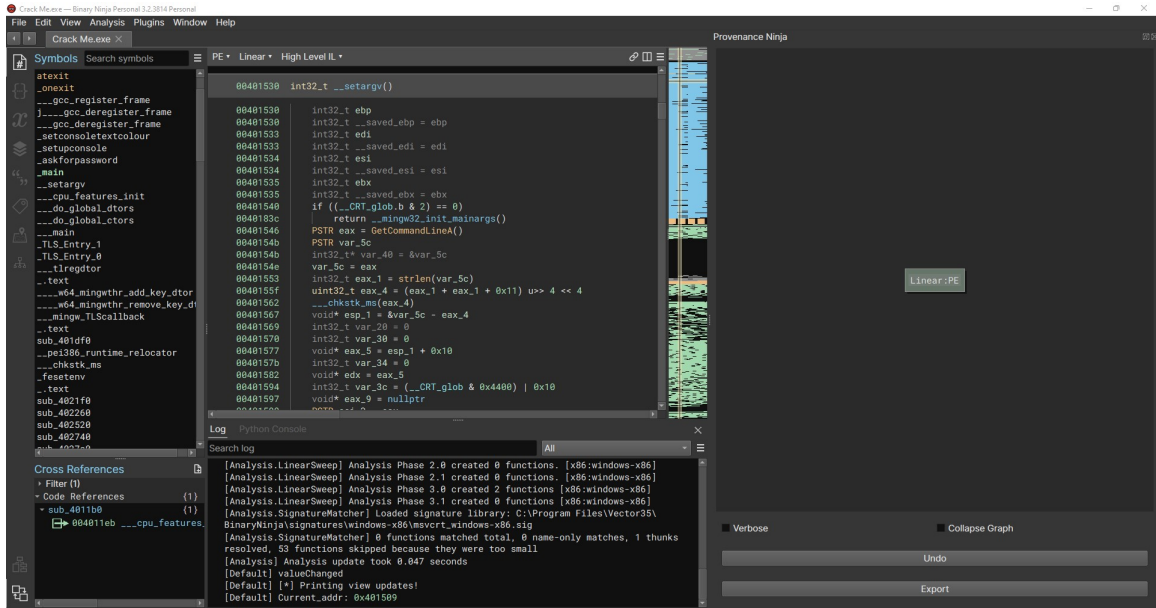 Crack Me.exe — Binary Ninja Personal 3.2.3814 Personal
File Edit View Analysis Plugins Window Help
Crack Me.exe
Symbols Search symbols
atexit
_onexit
___gcc_register_frame
j____gcc_deregister_frame
___gcc_deregister_frame
_setconsoletextcolour
_setupconsole
_askforpassword
_main
__setargv
___cpu_features_init
___do_global_dtors
___do_global_ctors
___main
_TLS_Entry_1
_TLS_Entry_0
___tlregdtor
_.text
____w64_mingwthr_add_key_dtor
____w64_mingwthr_remove_key_dt
___mingw_TLScallback
_.text
sub_401df0
__pei386_runtime_relocator
___chkstk_ms
_fesetenv
_.text
sub_4021f0
sub_402260
sub_402520
sub_402740
Cross References
Filter (1)
Code References {1}
sub_4011b0 {1}
004011eb ___cpu_features_
PE Linear High Level IL
00401530 int32_t __setargv()
00401530 int32_t ebp
00401530 int32_t __saved_ebp = ebp
00401533 int32_t edi
00401533 int32_t __saved_edi = edi
00401534 int32_t esi
00401534 int32_t __saved_esi = esi
00401535 int32_t ebx
00401535 int32_t __saved_ebx = ebx
00401540 if ((__CRT_glob.b & 2) == 0)
0040183c return __mingw32_init_mainargs()
00401546 PSTR eax = GetCommandLineA()
0040154b PSTR var_5c
0040154b int32_t* var_40 = &var_5c
0040154e var_5c = eax
00401553 int32_t eax_1 = strlen(var_5c)
0040155f uint32_t eax_4 = (eax_1 + eax_1 + 0x11) u>> 4 << 4
00401562 ___chkstk_ms(eax_4)
00401567 void* esp_1 = &var_5c - eax_4
00401569 int32_t var_20 = 0
00401570 int32_t var_30 = 0
00401577 void* eax_5 = esp_1 + 0x10
0040157b int32_t var_34 = 0
00401582 void* edx = eax_5
00401594 int32_t var_3c = (__CRT_glob & 0x4400) | 0x10
00401597 void* eax_9 = nullptr
Log Python Console
Search log All
[Analysis.LinearSweep] Analysis Phase 2.0 created 0 functions. [x86:windows-x86]
[Analysis.LinearSweep] Analysis Phase 2.1 created 0 functions. [x86:windows-x86]
[Analysis.LinearSweep] Analysis Phase 3.0 created 2 functions [x86:windows-x86]
[Analysis.LinearSweep] Analysis Phase 3.1 created 0 functions [x86:windows-x86]
[Analysis.SignatureMatcher] Loaded signature library: C:\Program Files\Vector35\
BinaryNinja\signatures\windows-x86\msvcrt_windows-x86.sig
[Analysis.SignatureMatcher] 0 functions matched total, 0 name-only matches, 1 thunks
resolved, 53 functions skipped because they were too small
[Analysis] Analysis update took 0.047 seconds
[Default] valueChanged
[Default] [*] Printing view updates!
[Default] Current_addr: 0x401509
Provenance Ninja
Linear:PE
Verbose Collapse Graph
Undo
Export